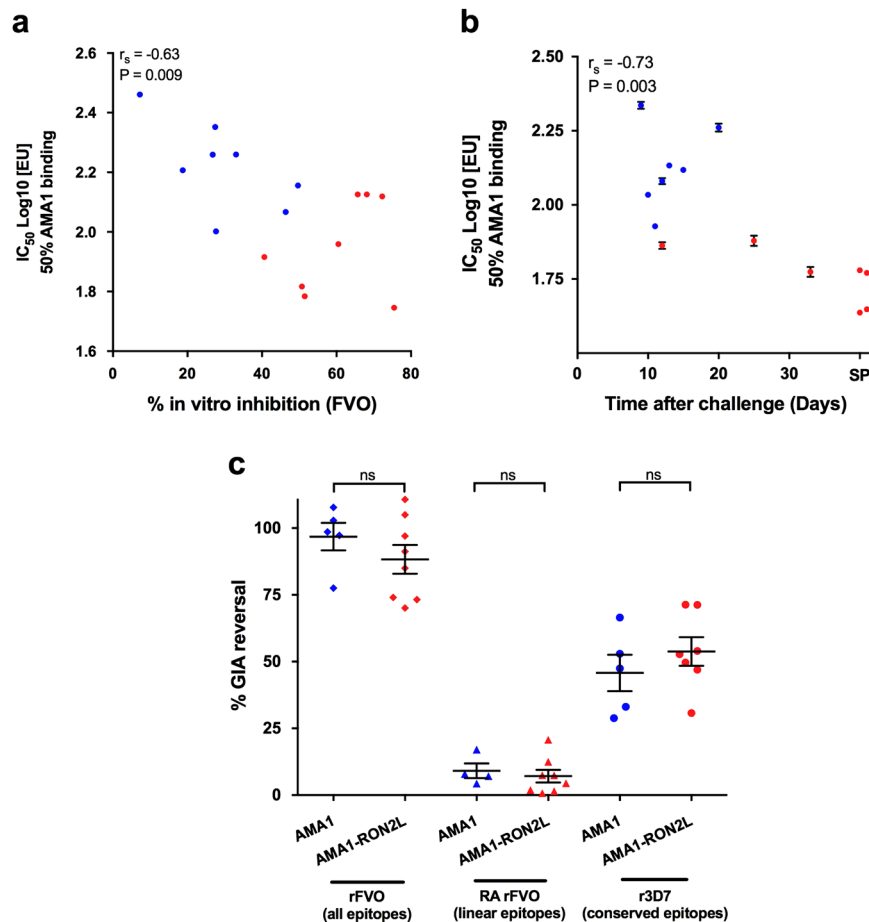 a
r_s = -0.63
P = 0.009
2.6
2.4
2.2
2.0
1.8
1.6
IC50 Log10 [EU]
50% AMA1 binding
0 20 40 60 80
% in vitro inhibition (FVO)
b
r_s = -0.73
P = 0.003
2.50
2.25
2.00
1.75
IC50 Log10 [EU]
50% AMA1 binding
0 10 20 30 SP
Time after challenge (Days)
c
ns ns ns
100
75
50
25
0
% GIA reversal
AMA1 AMA1-RON2L AMA1 AMA1-RON2L AMA1 AMA1-RON2L
rFVO RA rFVO r3D7
(all epitopes) (linear epitopes) (conserved epitopes)